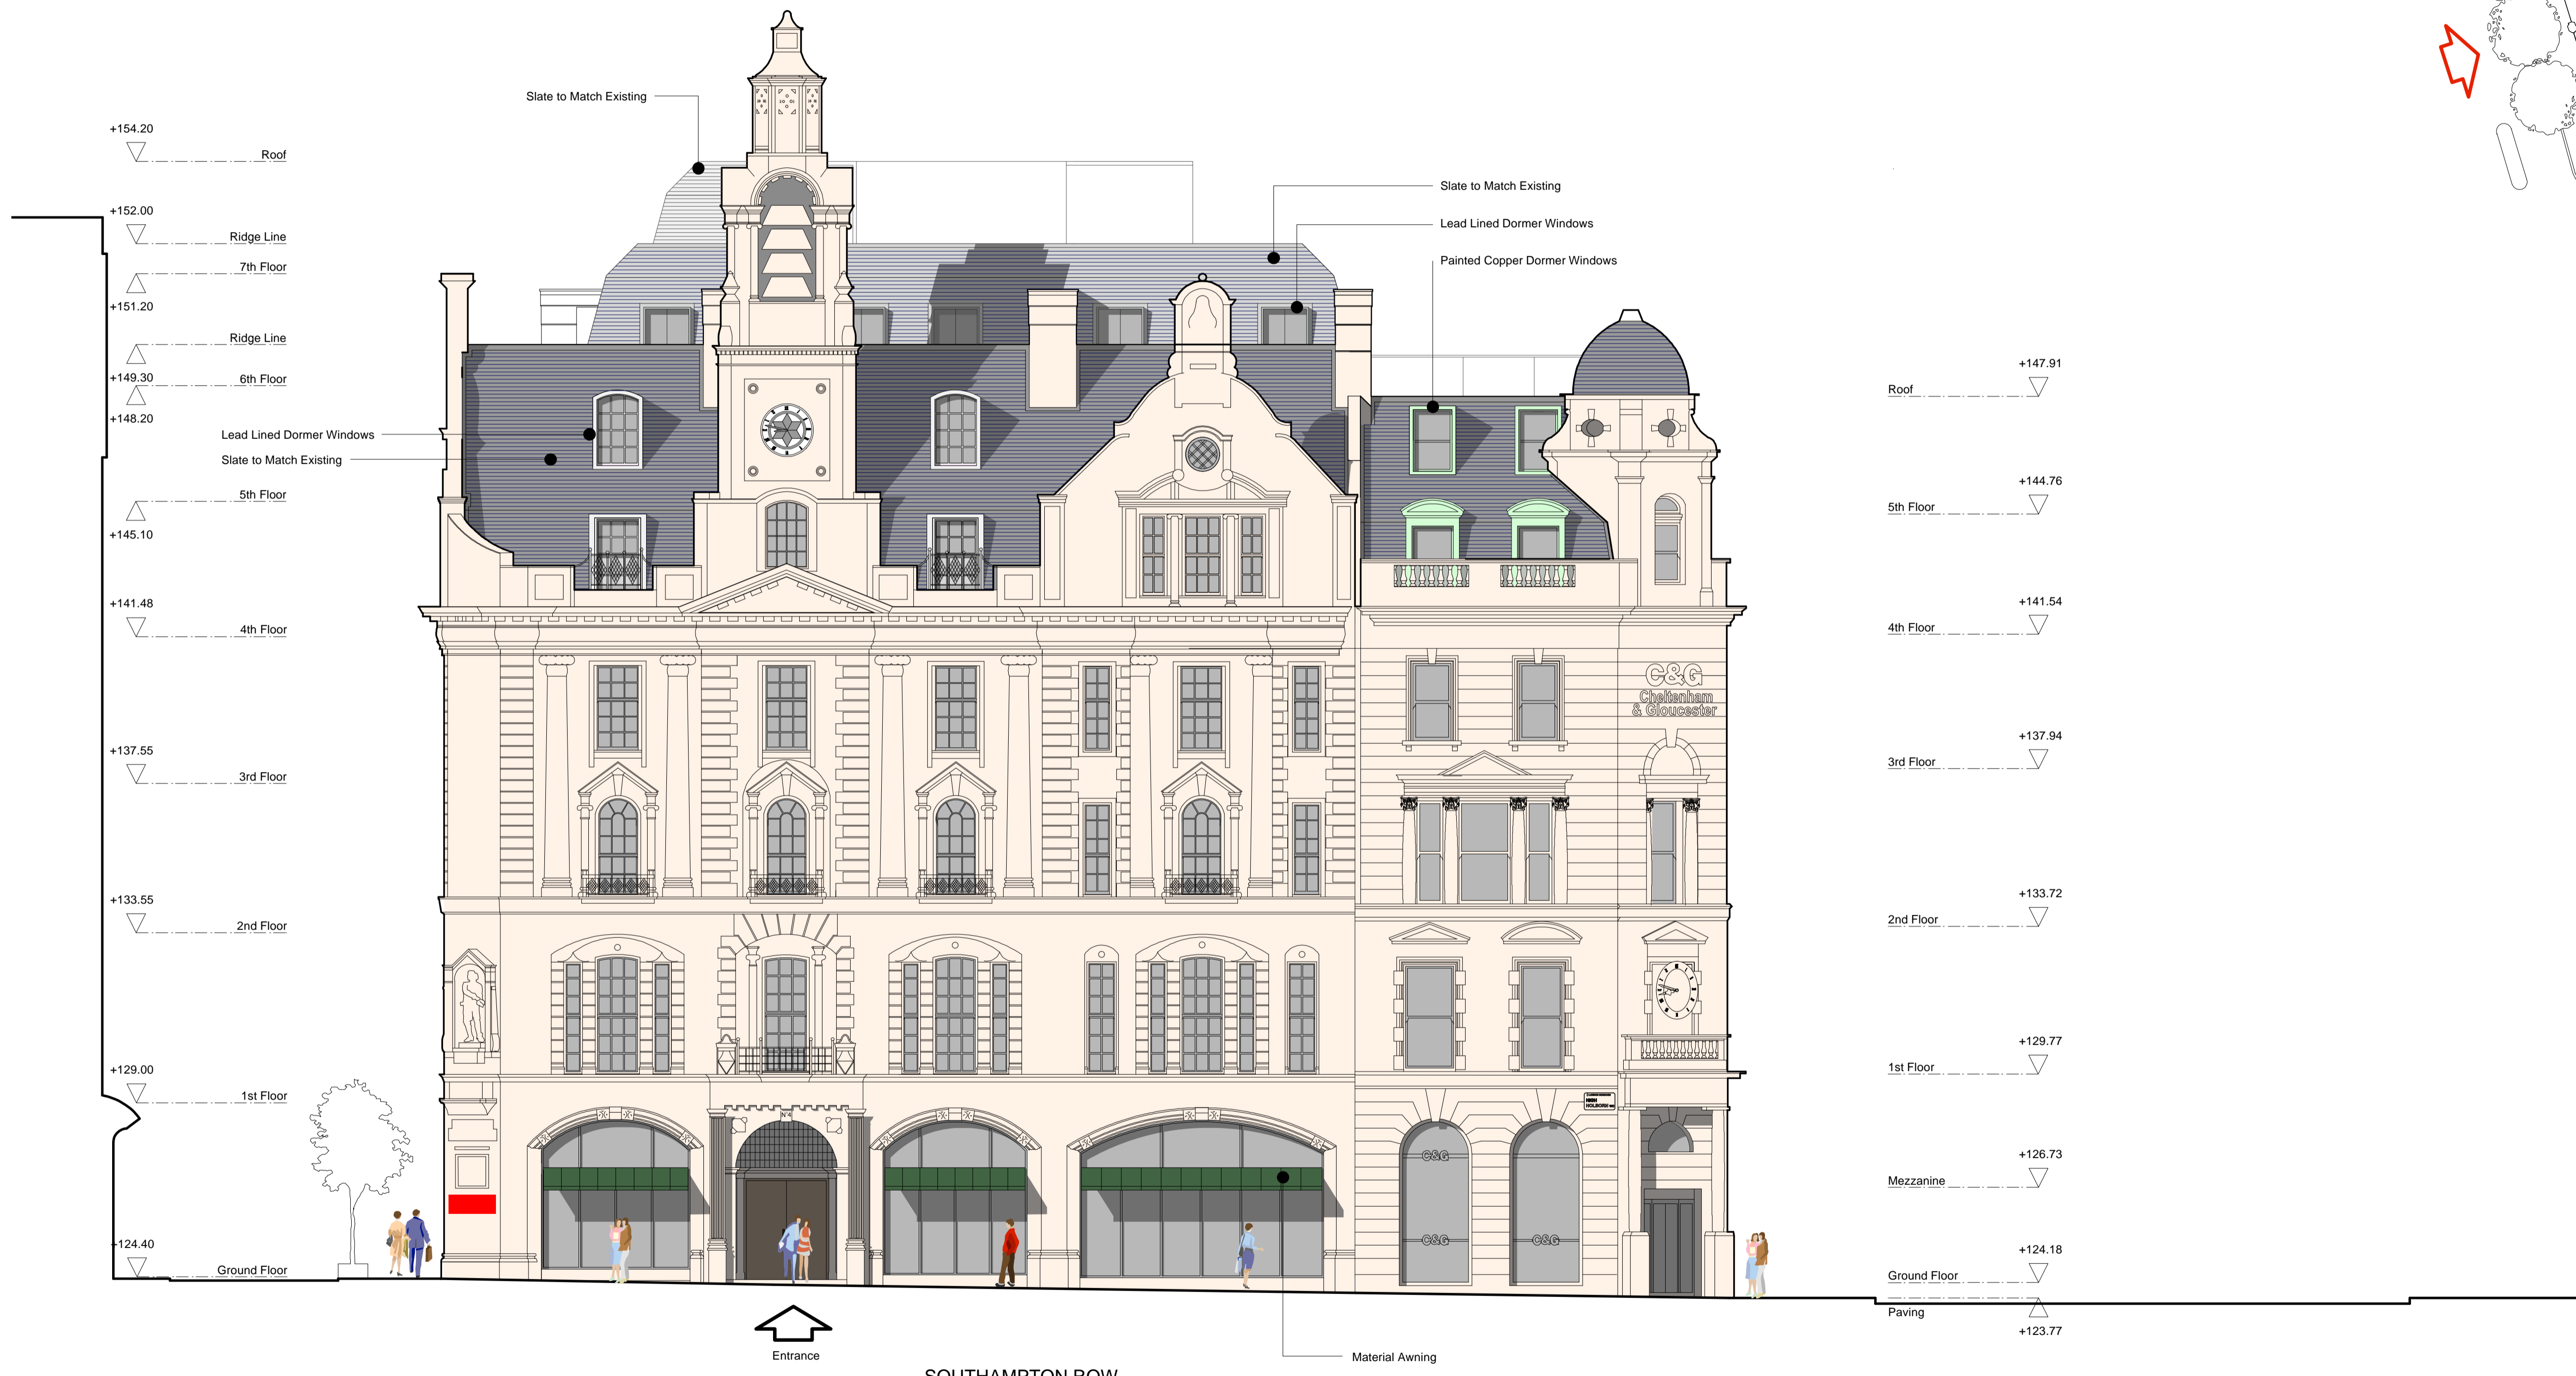 Slate to Match Existing
+154.20
Roof
+152.00
Ridge Line
7th Floor
+151.20
Ridge Line
+149.30
6th Floor
+148.20
Lead Lined Dormer Windows
Slate to Match Existing
5th Floor
+145.10
+141.48
4th Floor
+137.55
3rd Floor
+133.55
2nd Floor
+129.00
1st Floor
+124.40
Ground Floor
Slate to Match Existing
Lead Lined Dormer Windows
Painted Copper Dormer Windows
C&G
Cheltenham
& Gloucester
HIGH
HOLBORN
N°4
C&G
C&G
C&G
+147.91
Roof
+144.76
5th Floor
+141.54
4th Floor
+137.94
3rd Floor
+133.72
2nd Floor
+129.77
1st Floor
+126.73
Mezzanine
+124.18
Ground Floor
Paving
+123.77
Entrance
Material Awning
SOUTHAMPTON ROW